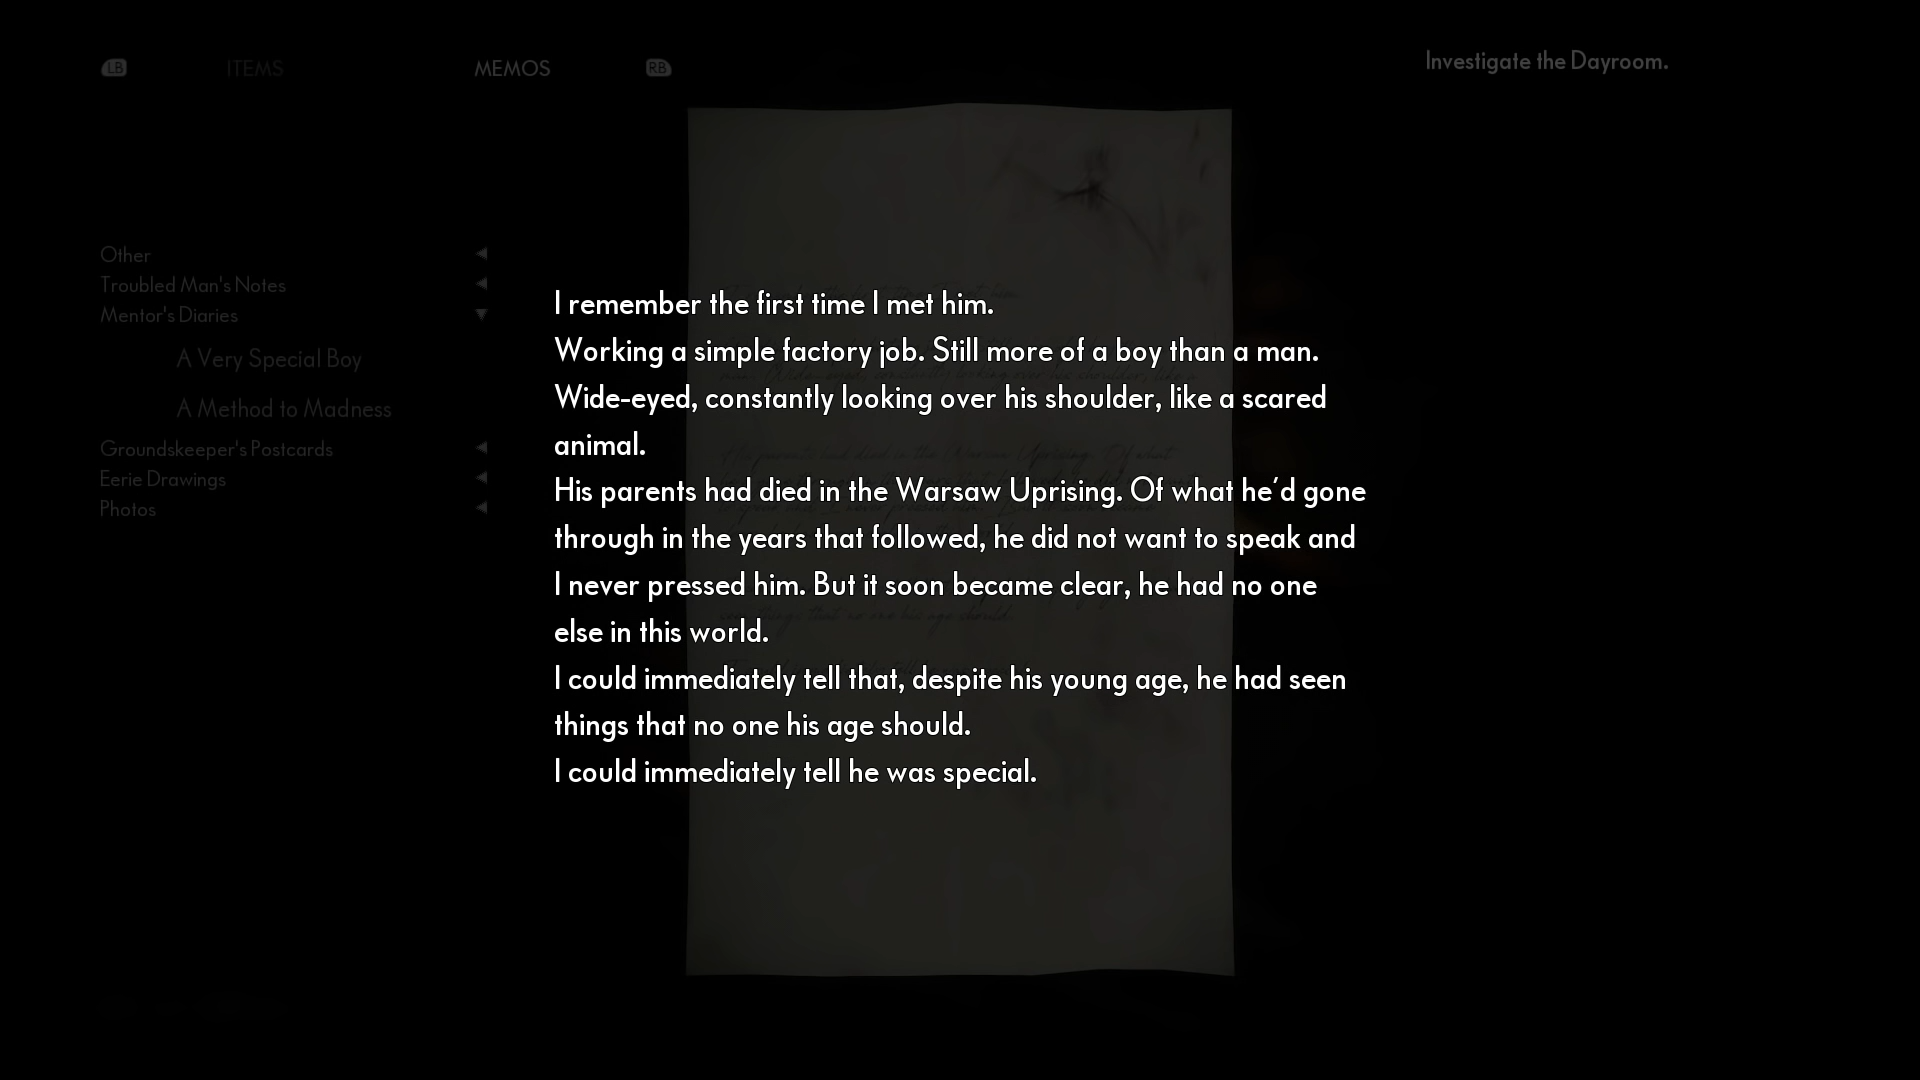 LB
ITEMS
MEMOS
RB
Investigate the Dayroom.
Other
Troubled Man's Notes
Mentor's Diaries
A Very Special Boy
A Method to Madness
Groundskeeper's Postcards
Eerie Drawings
Photos
I remember the first time I met him.
Working a simple factory job. Still more of a boy than a man.
Wide-eyed, constantly looking over his shoulder, like a scared
animal.
His parents had died in the Warsaw Uprising. Of what he'd gone
through in the years that followed, he did not want to speak and
I never pressed him. But it soon became clear, he had no one
else in this world.
I could immediately tell that, despite his young age, he had seen
things that no one his age should.
I could immediately tell he was special.